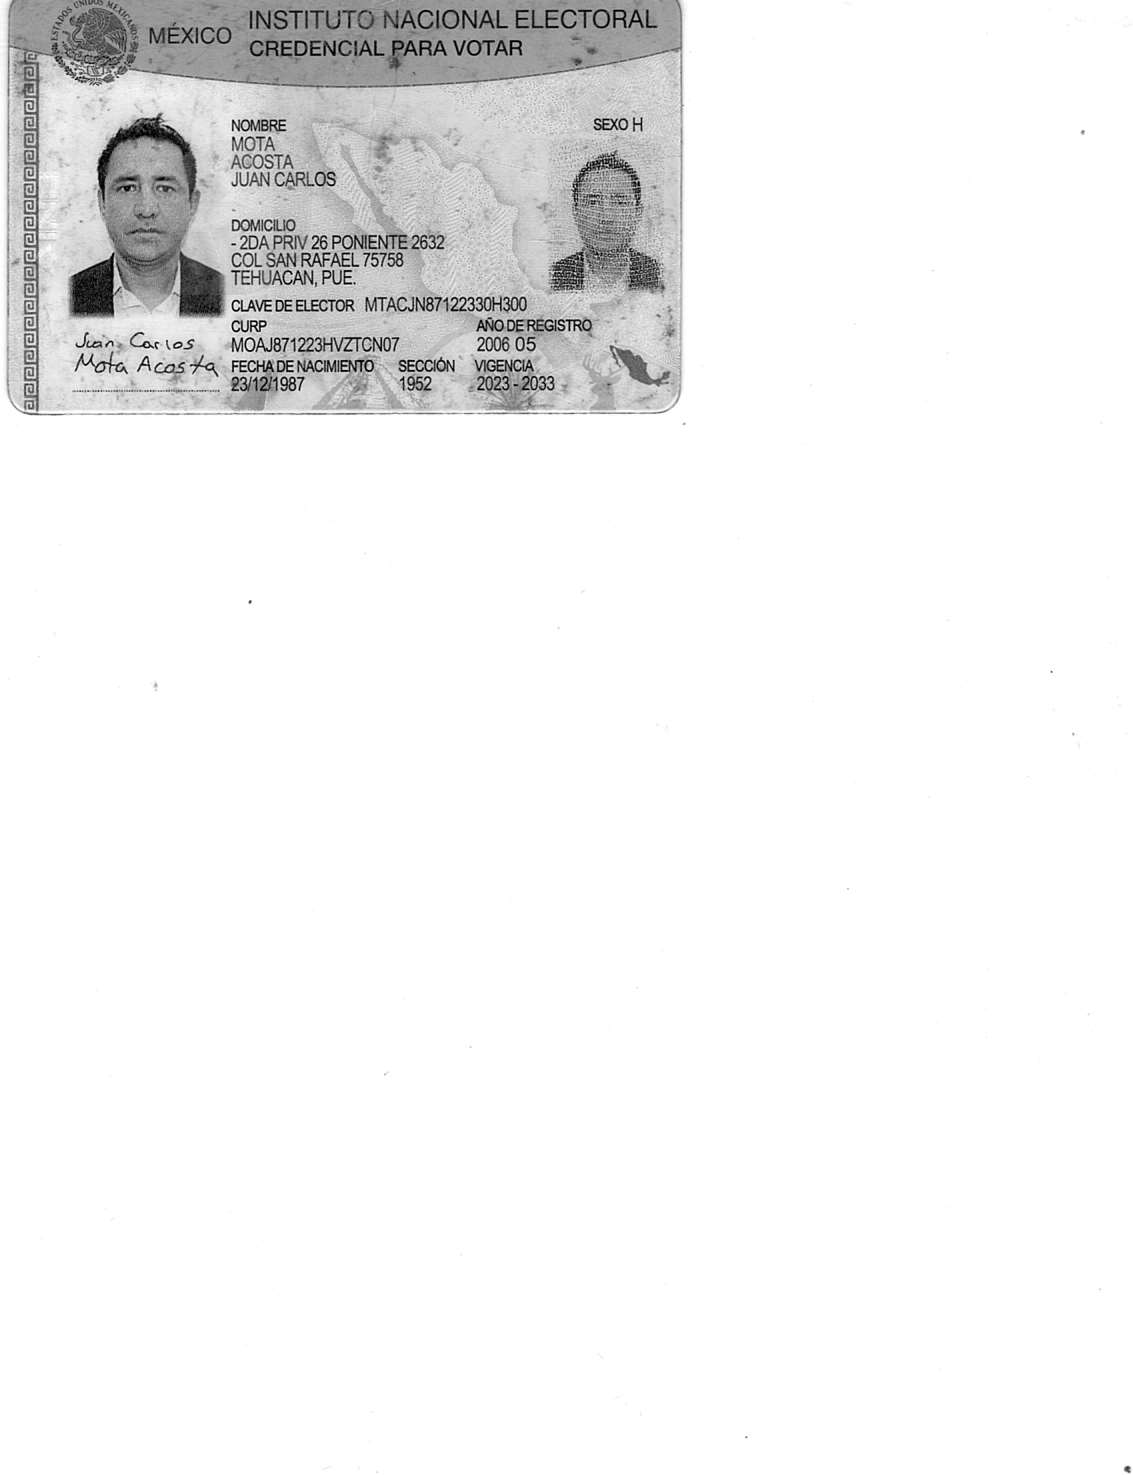 ESTADOS UNIDOS MEXICANOS
MÉXICO
INSTITUTO NACIONAL ELECTORAL
CREDENCIAL PARA VOTAR
NOMBRE
MOTA
ACOSTA
JUAN CARLOS
SEXO H
DOMICILIO
- 2DA PRIV 26 PONIENTE 2632
COL SAN RAFAEL 75758
TEHUACAN, PUE.
CLAVE DE ELECTOR MTACJN87122330H300
CURP
MOAJ871223HVZTCN07
AÑO DE REGISTRO
2006 05
FECHA DE NACIMIENTO
23/12/1987
SECCIÓN
1952
VIGENCIA
2023 - 2033
Juan Carlos
Mota Acosta